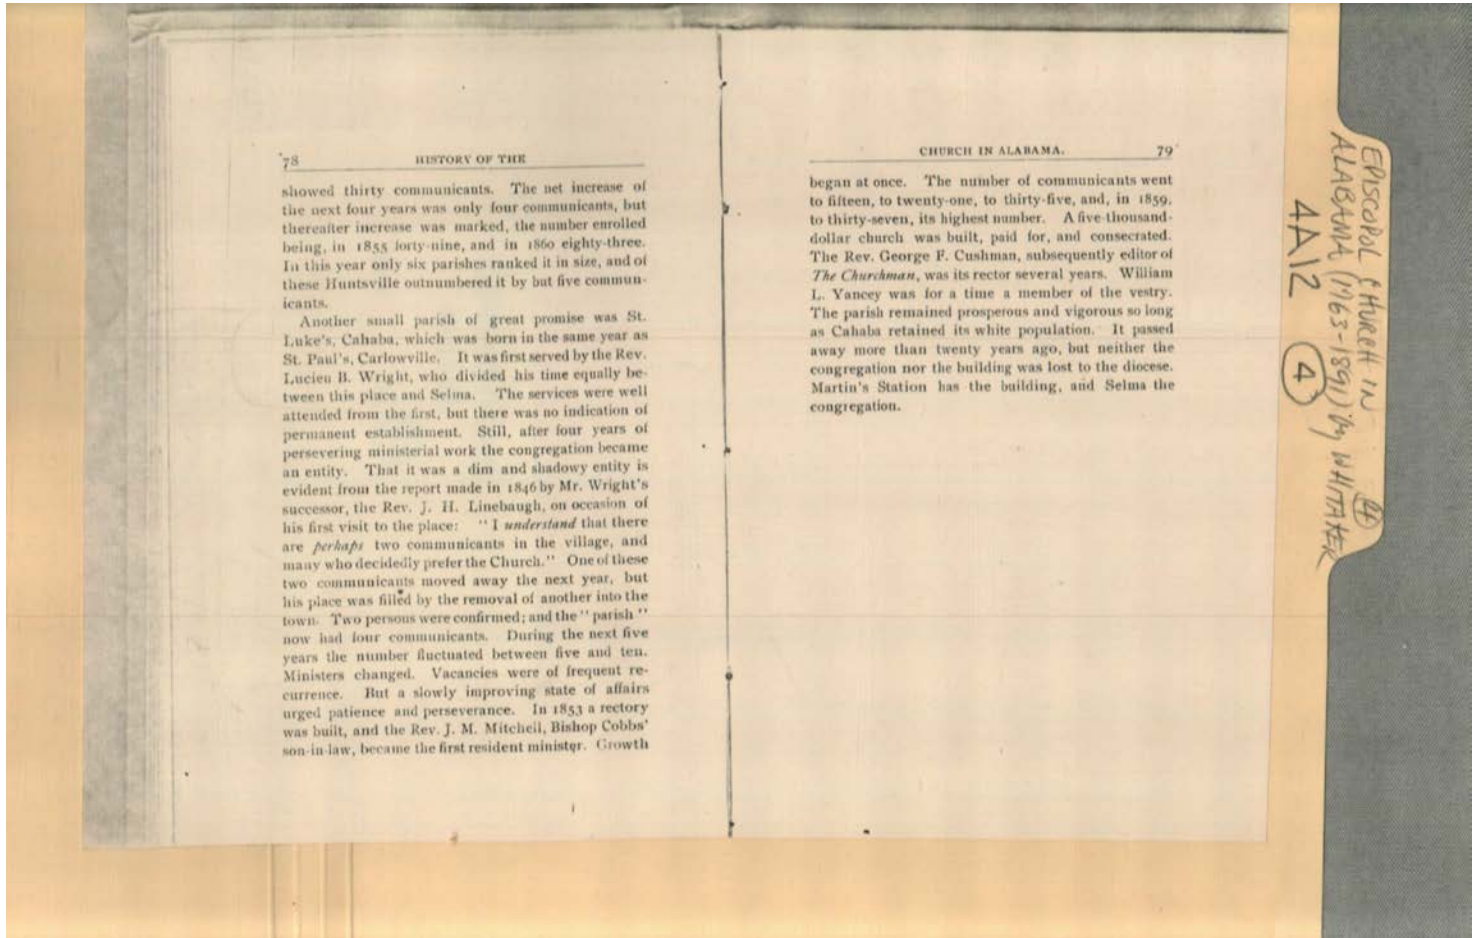 78 HISTORY OF THE
showed thirty communicants. The net increase of
the next four years was only four communicants, but
thereafter increase was marked, the number enrolled
being, in 1855 forty-nine, and in 1860 eighty-three.
In this year only six parishes ranked it in size, and of
these Huntsville outnumbered it by but five commun-
icants.
Another small parish of great promise was St.
Luke's, Cahaba, which was born in the same year as
St. Paul's, Carlowville. It was first served by the Rev.
Lucien B. Wright, who divided his time equally be-
tween this place and Selma. The services were well
attended from the first, but there was no indication of
permanent establishment. Still, after four years of
persevering ministerial work the congregation became
an entity. That it was a dim and shadowy entity is
evident from the report made in 1846 by Mr. Wright's
successor, the Rev. J. H. Linebaugh, on occasion of
his first visit to the place: "I understand that there
are perhaps two communicants in the village, and
many who decidedly prefer the Church." One of these
two communicants moved away the next year, but
his place was filled by the removal of another into the
town. Two persons were confirmed; and the "parish"
now had four communicants. During the next five
years the number fluctuated between five and ten.
Ministers changed. Vacancies were of frequent re-
currence. But a slowly improving state of affairs
urged patience and perseverance. In 1853 a rectory
was built, and the Rev. J. M. Mitchell, Bishop Cobbs'
son-in-law, became the first resident minister. Growth
CHURCH IN ALABAMA. 79
began at once. The number of communicants went
to fifteen, to twenty-one, to thirty-five, and, in 1859,
to thirty-seven, its highest number. A five-thousand-
dollar church was built, paid for, and consecrated.
The Rev. George F. Cushman, subsequently editor of
The Churchman, was its rector several years. William
L. Yancey was for a time a member of the vestry.
The parish remained prosperous and vigorous so long
as Cahaba retained its white population. It passed
away more than twenty years ago, but neither the
congregation nor the building was lost to the diocese.
Martin's Station has the building, and Selma the
congregation.
EPISCOPOL CHURCH IN 4
ALABAMA (1763-1891) by WHITAKER
4A12 4